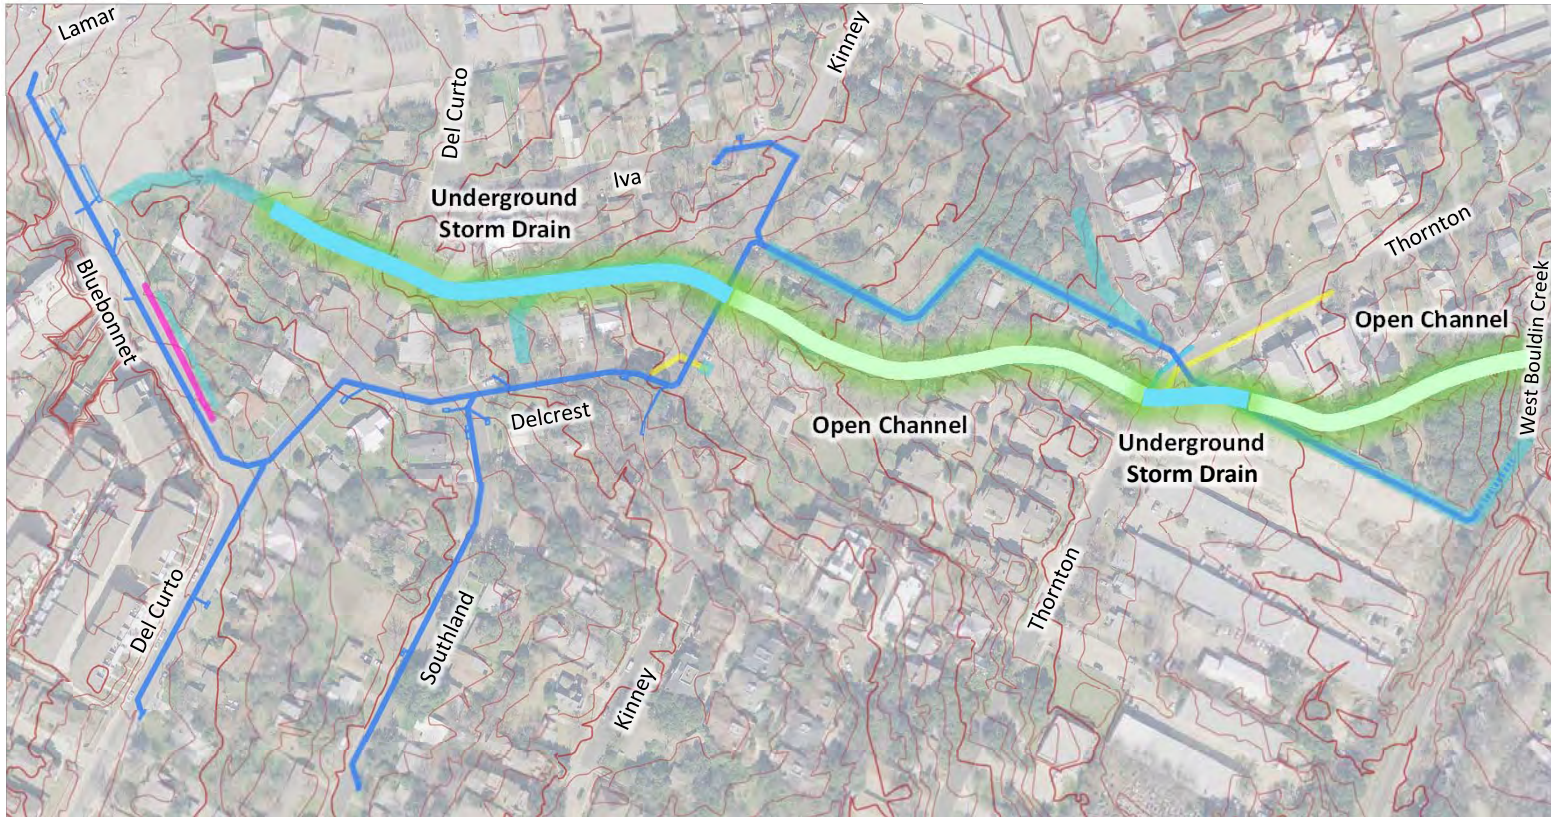 Lamar
Kinney
Del Curto
Iva
Underground
Storm Drain
Thornton
Bluebonnet
West Bouldin Creek
Open Channel
Delcrest
Open Channel
Underground
Storm Drain
Del Curto
Southland
Thornton
Kinney